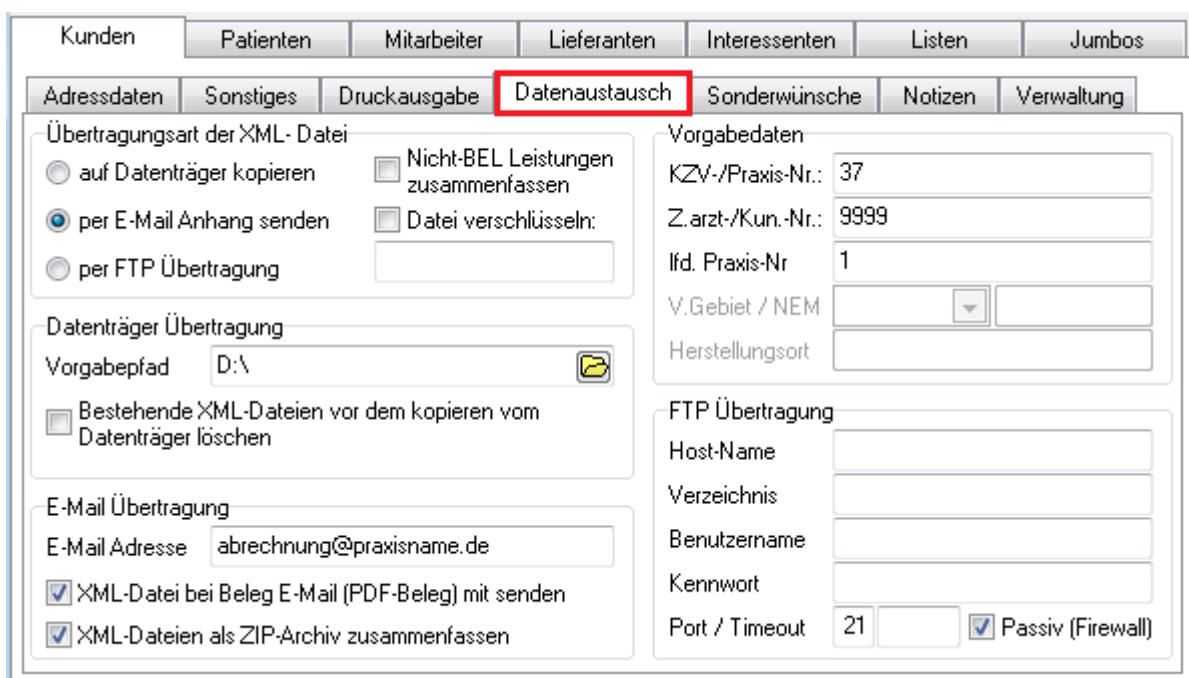 Kunden Patienten Mitarbeiter Lieferanten Interessenten Listen Jumbos
Adressdaten Sonstiges Druckausgabe Datenaustausch Sonderwünsche Notizen Verwaltung
Übertragungsart der XML- Datei
auf Datenträger kopieren
Nicht-BEL Leistungen
zusammenfassen
per E-Mail Anhang senden
Datei verschlüsseln:
per FTP Übertragung
Datenträger Übertragung
Vorgabepfad D:\
Bestehende XML-Dateien vor dem kopieren vom
Datenträger löschen
E-Mail Übertragung
E-Mail Adresse abrechnung@praxisname.de
XML-Datei bei Beleg E-Mail (PDF-Beleg) mit senden
XML-Dateien als ZIP-Archiv zusammenfassen
Vorgabedaten
KZV-/Praxis-Nr.: 37
Z.arzt-/Kun.-Nr.: 9999
lfd. Praxis-Nr 1
V.Gebiet / NEM
Herstellungsort
FTP Übertragung
Host-Name
Verzeichnis
Benutzername
Kennwort
Port / Timeout 21 Passiv (Firewall)